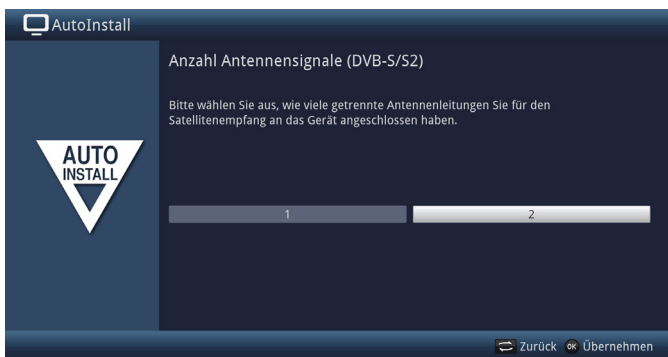 AutoInstall
Anzahl Antennensignale (DVB-S/S2)
Bitte wählen Sie aus, wie viele getrennte Antennenleitungen Sie für den
Satellitenempfang an das Gerät angeschlossen haben.
AUTO
INSTALL
1
2
Zurück OK Übernehmen